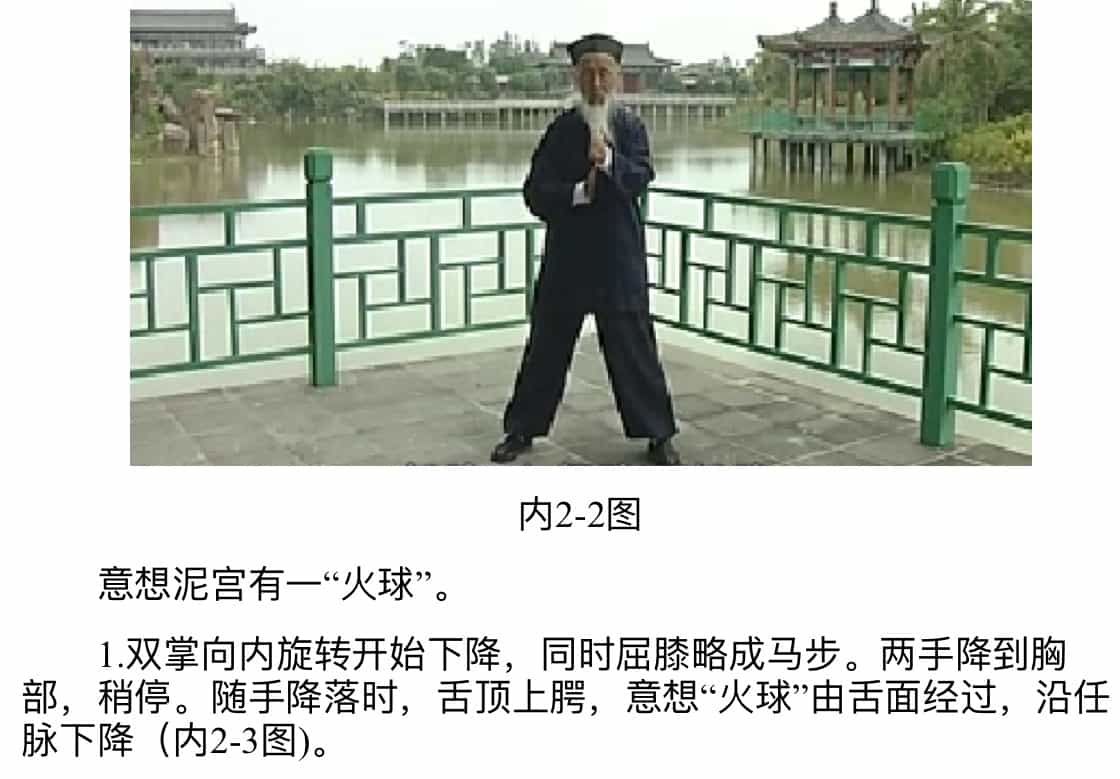 内2-2图
意想泥宫有一“火球”。
1.双掌向内旋转开始下降，同时屈膝略成马步。两手降到胸
部，稍停。随手降落时，舌顶上腭，意想“火球”由舌面经过，沿任
脉下降（内2-3图)。